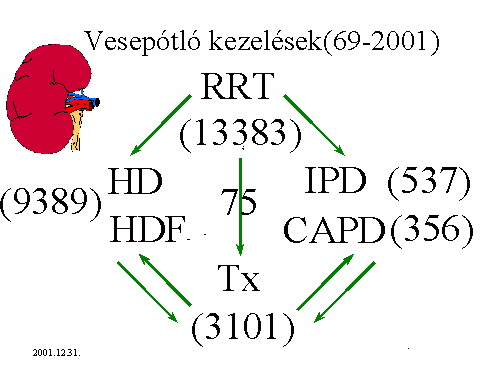 Vesepótló kezelések(69-2001)
RRT
(13383)
HD
IPD (537)
(9389)
75
HDF
CAPD(356)
Tx
(3101)
2001.12.31.